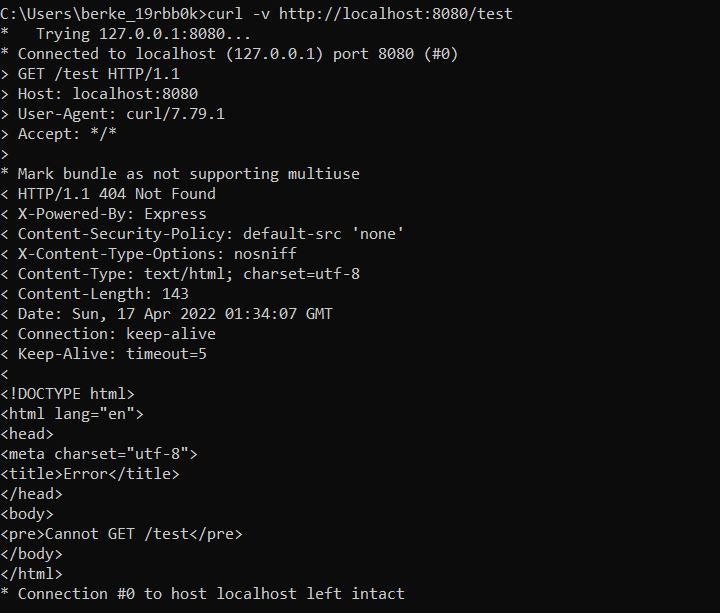 C:\Users\berke_19rbb0k>curl -v http://localhost:8080/test
*   Trying 127.0.0.1:8080...
* Connected to localhost (127.0.0.1) port 8080 (#0)
> GET /test HTTP/1.1
> Host: localhost:8080
> User-Agent: curl/7.79.1
> Accept: */*
>
* Mark bundle as not supporting multiuse
< HTTP/1.1 404 Not Found
< X-Powered-By: Express
< Content-Security-Policy: default-src 'none'
< X-Content-Type-Options: nosniff
< Content-Type: text/html; charset=utf-8
< Content-Length: 143
< Date: Sun, 17 Apr 2022 01:34:07 GMT
< Connection: keep-alive
< Keep-Alive: timeout=5
<
<!DOCTYPE html>
<html lang="en">
<head>
<meta charset="utf-8">
<title>Error</title>
</head>
<body>
<pre>Cannot GET /test</pre>
</body>
</html>
* Connection #0 to host localhost left intact